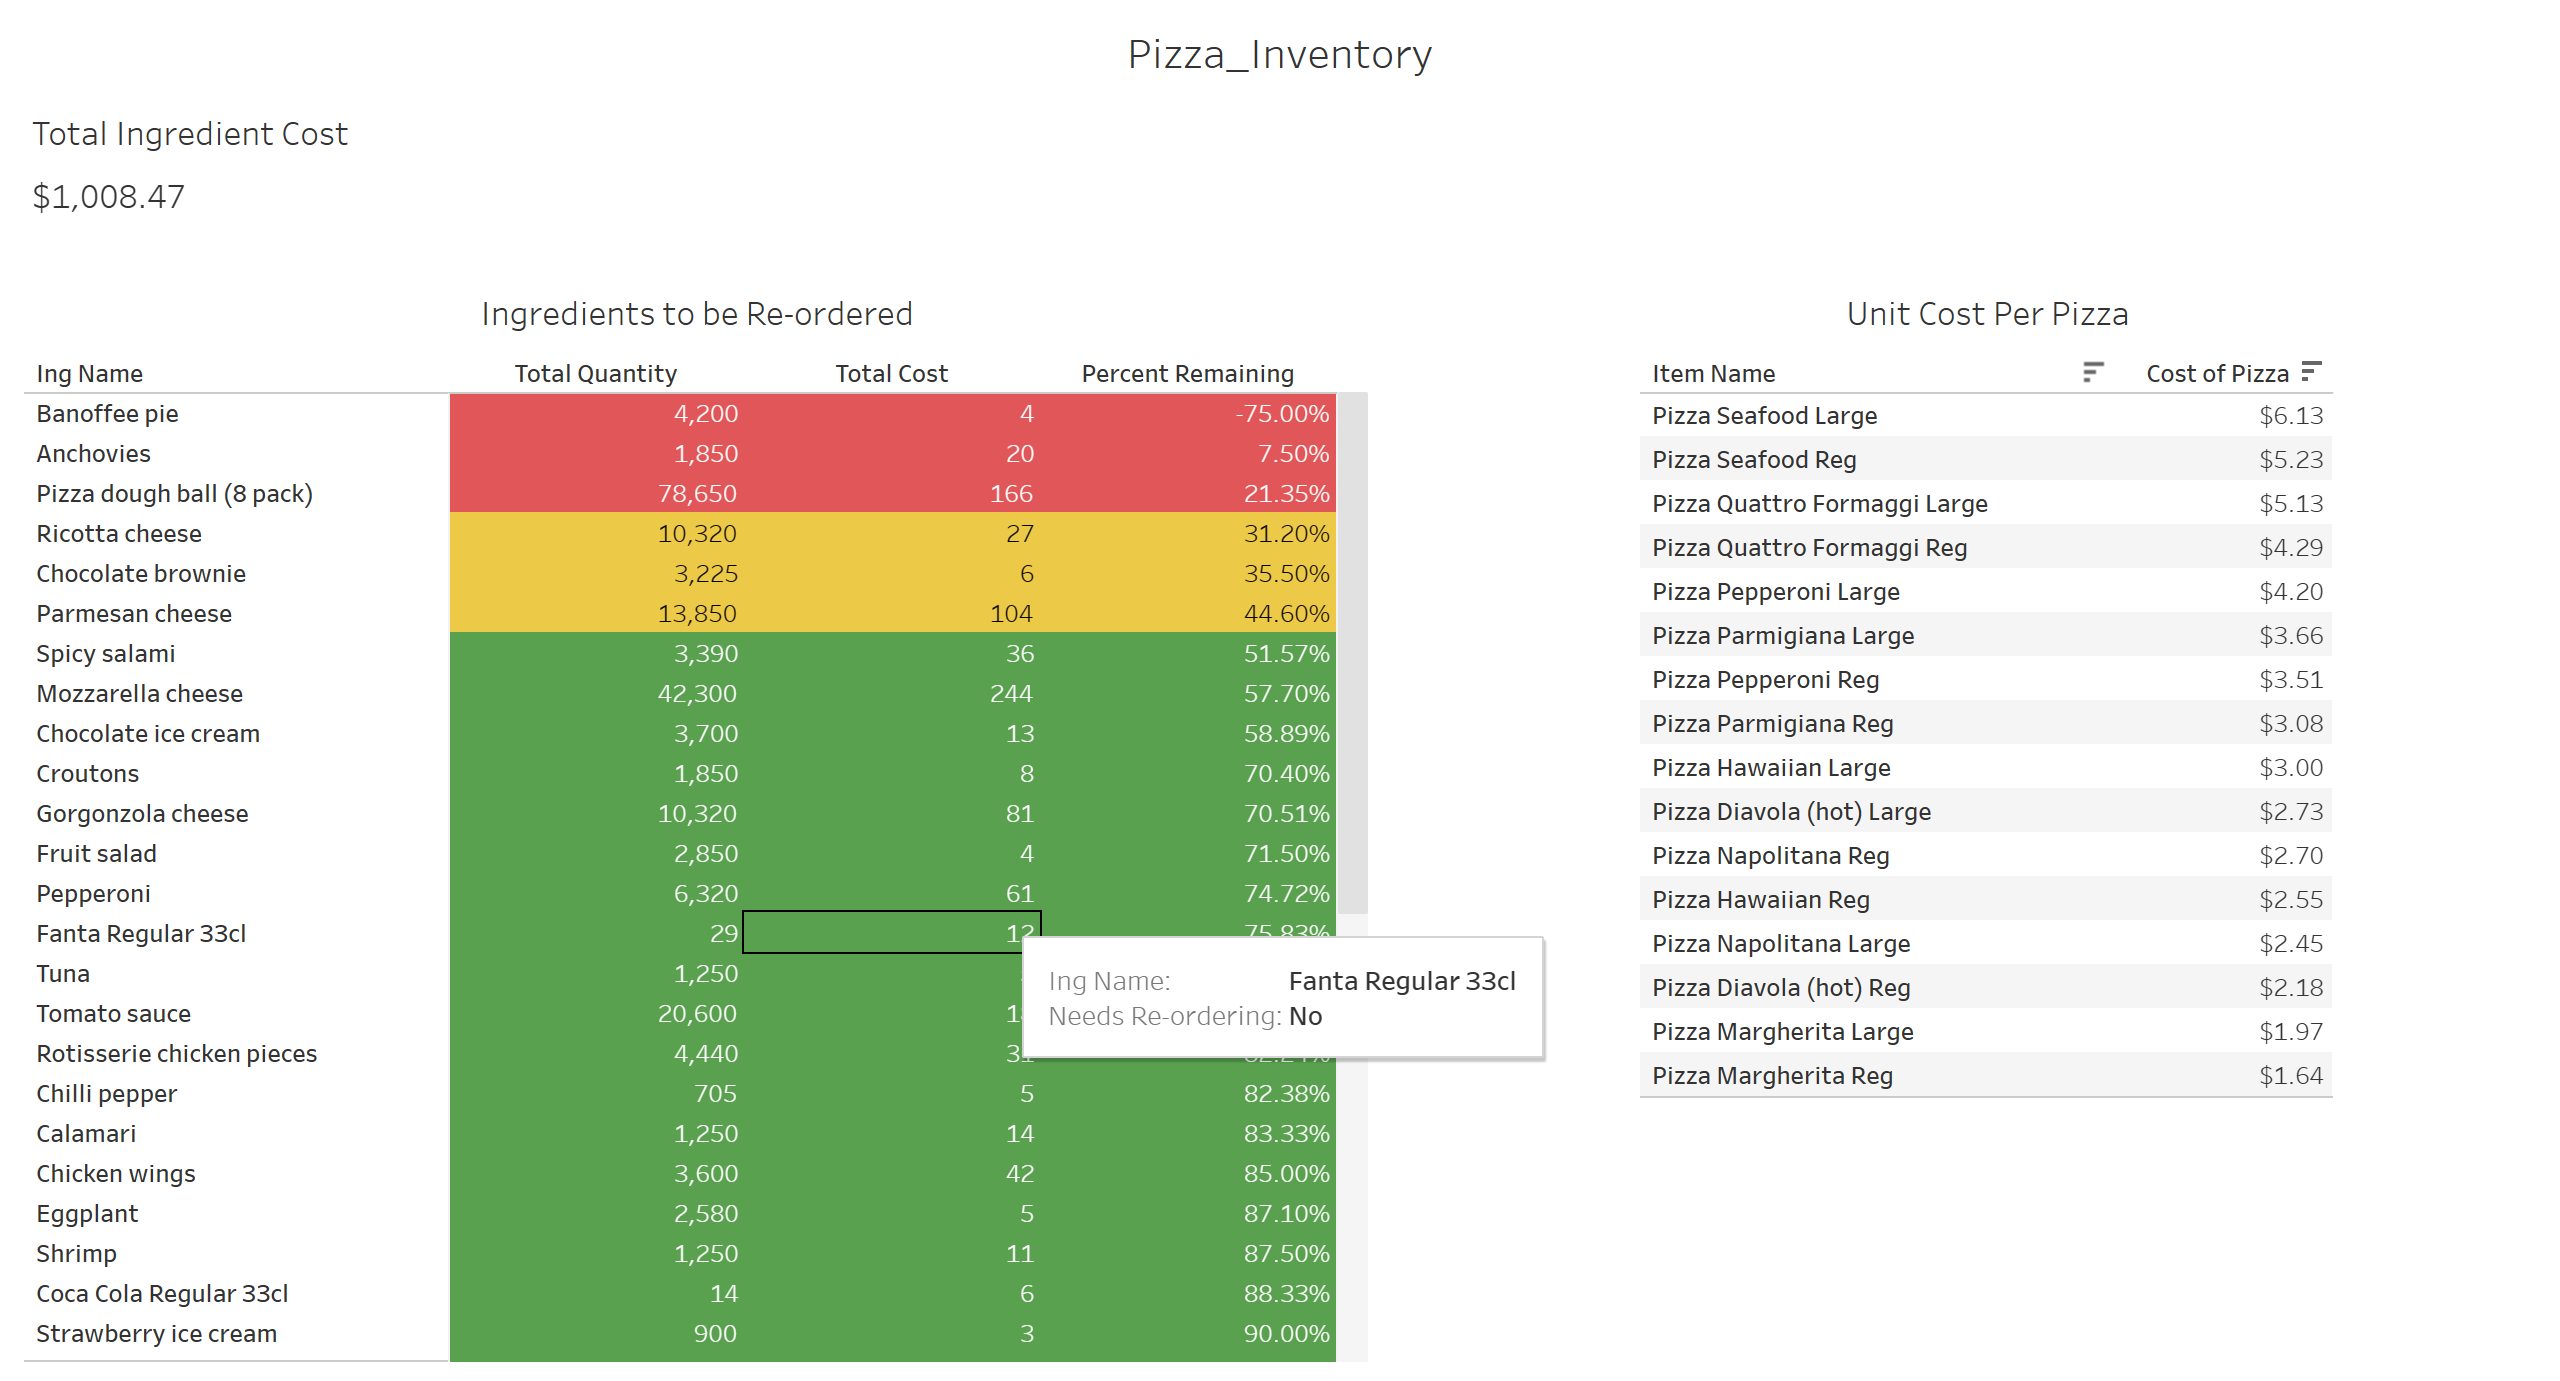 Pizza_Inventory
Total Ingredient Cost
$1,008.47
Ingredients to be Re-ordered
Ing Name Total Quantity Total Cost Percent Remaining
Banoffee pie 4,200 4 -75.00%
Anchovies 1,850 20 7.50%
Pizza dough ball (8 pack) 78,650 166 21.35%
Ricotta cheese 10,320 27 31.20%
Chocolate brownie 3,225 6 35.50%
Parmesan cheese 13,850 104 44.60%
Spicy salami 3,390 36 51.57%
Mozzarella cheese 42,300 244 57.70%
Chocolate ice cream 3,700 13 58.89%
Croutons 1,850 8 70.40%
Gorgonzola cheese 10,320 81 70.51%
Fruit salad 2,850 4 71.50%
Pepperoni 6,320 61 74.72%
Fanta Regular 33cl 29 12 75.83%
Tuna 1,250
Tomato sauce 20,600
Rotisserie chicken pieces 4,440
Chilli pepper 705 5 82.38%
Calamari 1,250 14 83.33%
Chicken wings 3,600 42 85.00%
Eggplant 2,580 5 87.10%
Shrimp 1,250 11 87.50%
Coca Cola Regular 33cl 14 6 88.33%
Strawberry ice cream 900 3 90.00%
Ing Name: Fanta Regular 33cl
Needs Re-ordering: No
Unit Cost Per Pizza
Item Name Cost of Pizza
Pizza Seafood Large $6.13
Pizza Seafood Reg $5.23
Pizza Quattro Formaggi Large $5.13
Pizza Quattro Formaggi Reg $4.29
Pizza Pepperoni Large $4.20
Pizza Parmigiana Large $3.66
Pizza Pepperoni Reg $3.51
Pizza Parmigiana Reg $3.08
Pizza Hawaiian Large $3.00
Pizza Diavola (hot) Large $2.73
Pizza Napolitana Reg $2.70
Pizza Hawaiian Reg $2.55
Pizza Napolitana Large $2.45
Pizza Diavola (hot) Reg $2.18
Pizza Margherita Large $1.97
Pizza Margherita Reg $1.64